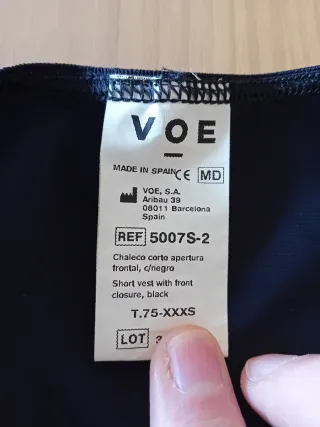 VOE
MADE IN SPAIN CE MD
VOE, S.A.
Aribau 39
08011 Barcelona
Spain
REF 5007S-2
Chaleco corto apertura
frontal, c/negro
Short vest with front
closure, black
T.75-XXXS
LOT 3